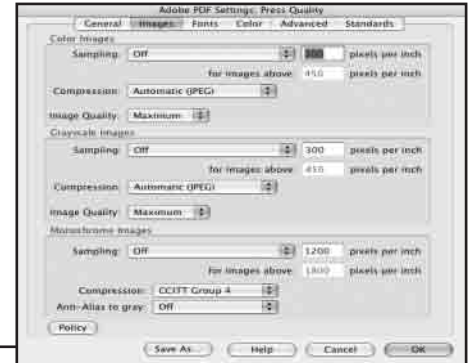 Adobe PDF Settings: Press Quality
General Images Fonts Color Advanced Standards
Color Images
Sampling: Off 300 pixels per inch
for images above 450 pixels per inch
Compression: Automatic (JPEG)
Image Quality: Maximum
Grayscale Images
Sampling: Off 300 pixels per inch
for images above 450 pixels per inch
Compression: Automatic (JPEG)
Image Quality: Maximum
Monochrome Images
Sampling: Off 1200 pixels per inch
for images above 1800 pixels per inch
Compression: CCITT Group 4
Anti-Alias to gray: Off
Policy
Save As... Help Cancel OK